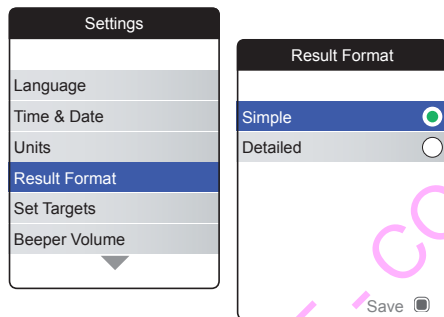 Settings
Language
Time & Date
Units
Result Format
Set Targets
Beeper Volume
Result Format
Simple
Detailed
Save